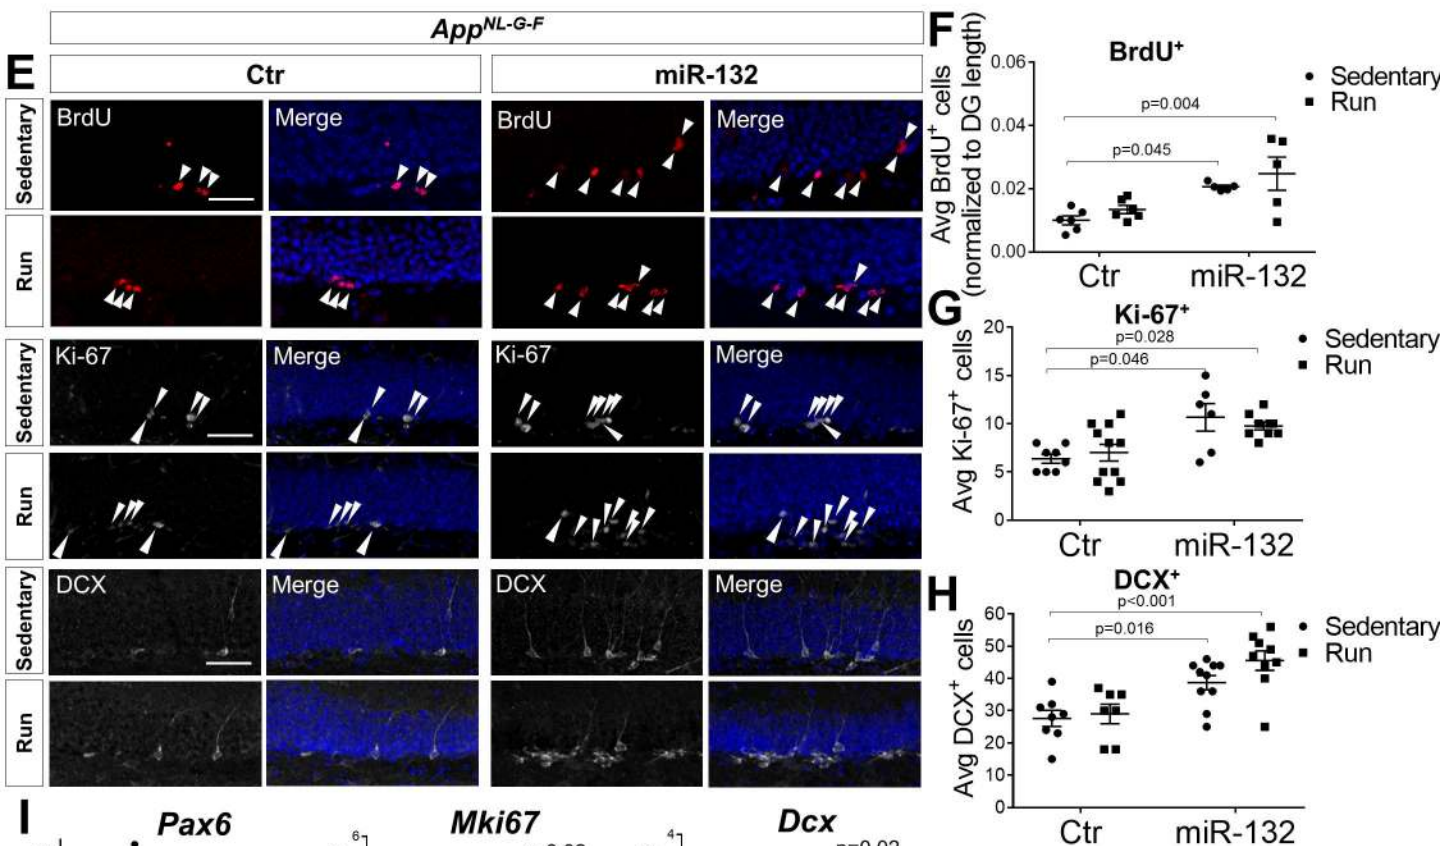 App^NL-G-F
E
Ctr
miR-132
Sedentary
BrdU
Merge
BrdU
Merge
Run
Sedentary
Ki-67
Merge
Ki-67
Merge
Run
Sedentary
DCX
Merge
DCX
Merge
Run
F
BrdU+
Avg BrdU+ cells
(normalized to DG length)
0.06
0.04
0.02
0.00
p=0.004
p=0.045
Sedentary
Run
Ctr
miR-132
G
Ki-67+
Avg Ki-67+ cells
20
15
10
5
0
p=0.028
p=0.046
Sedentary
Run
Ctr
miR-132
H
DCX+
Avg DCX+ cells
60
50
40
30
20
10
0
p<0.001
p=0.016
Sedentary
Run
Ctr
miR-132
I
Pax6
Mki67
Dcx
6
4